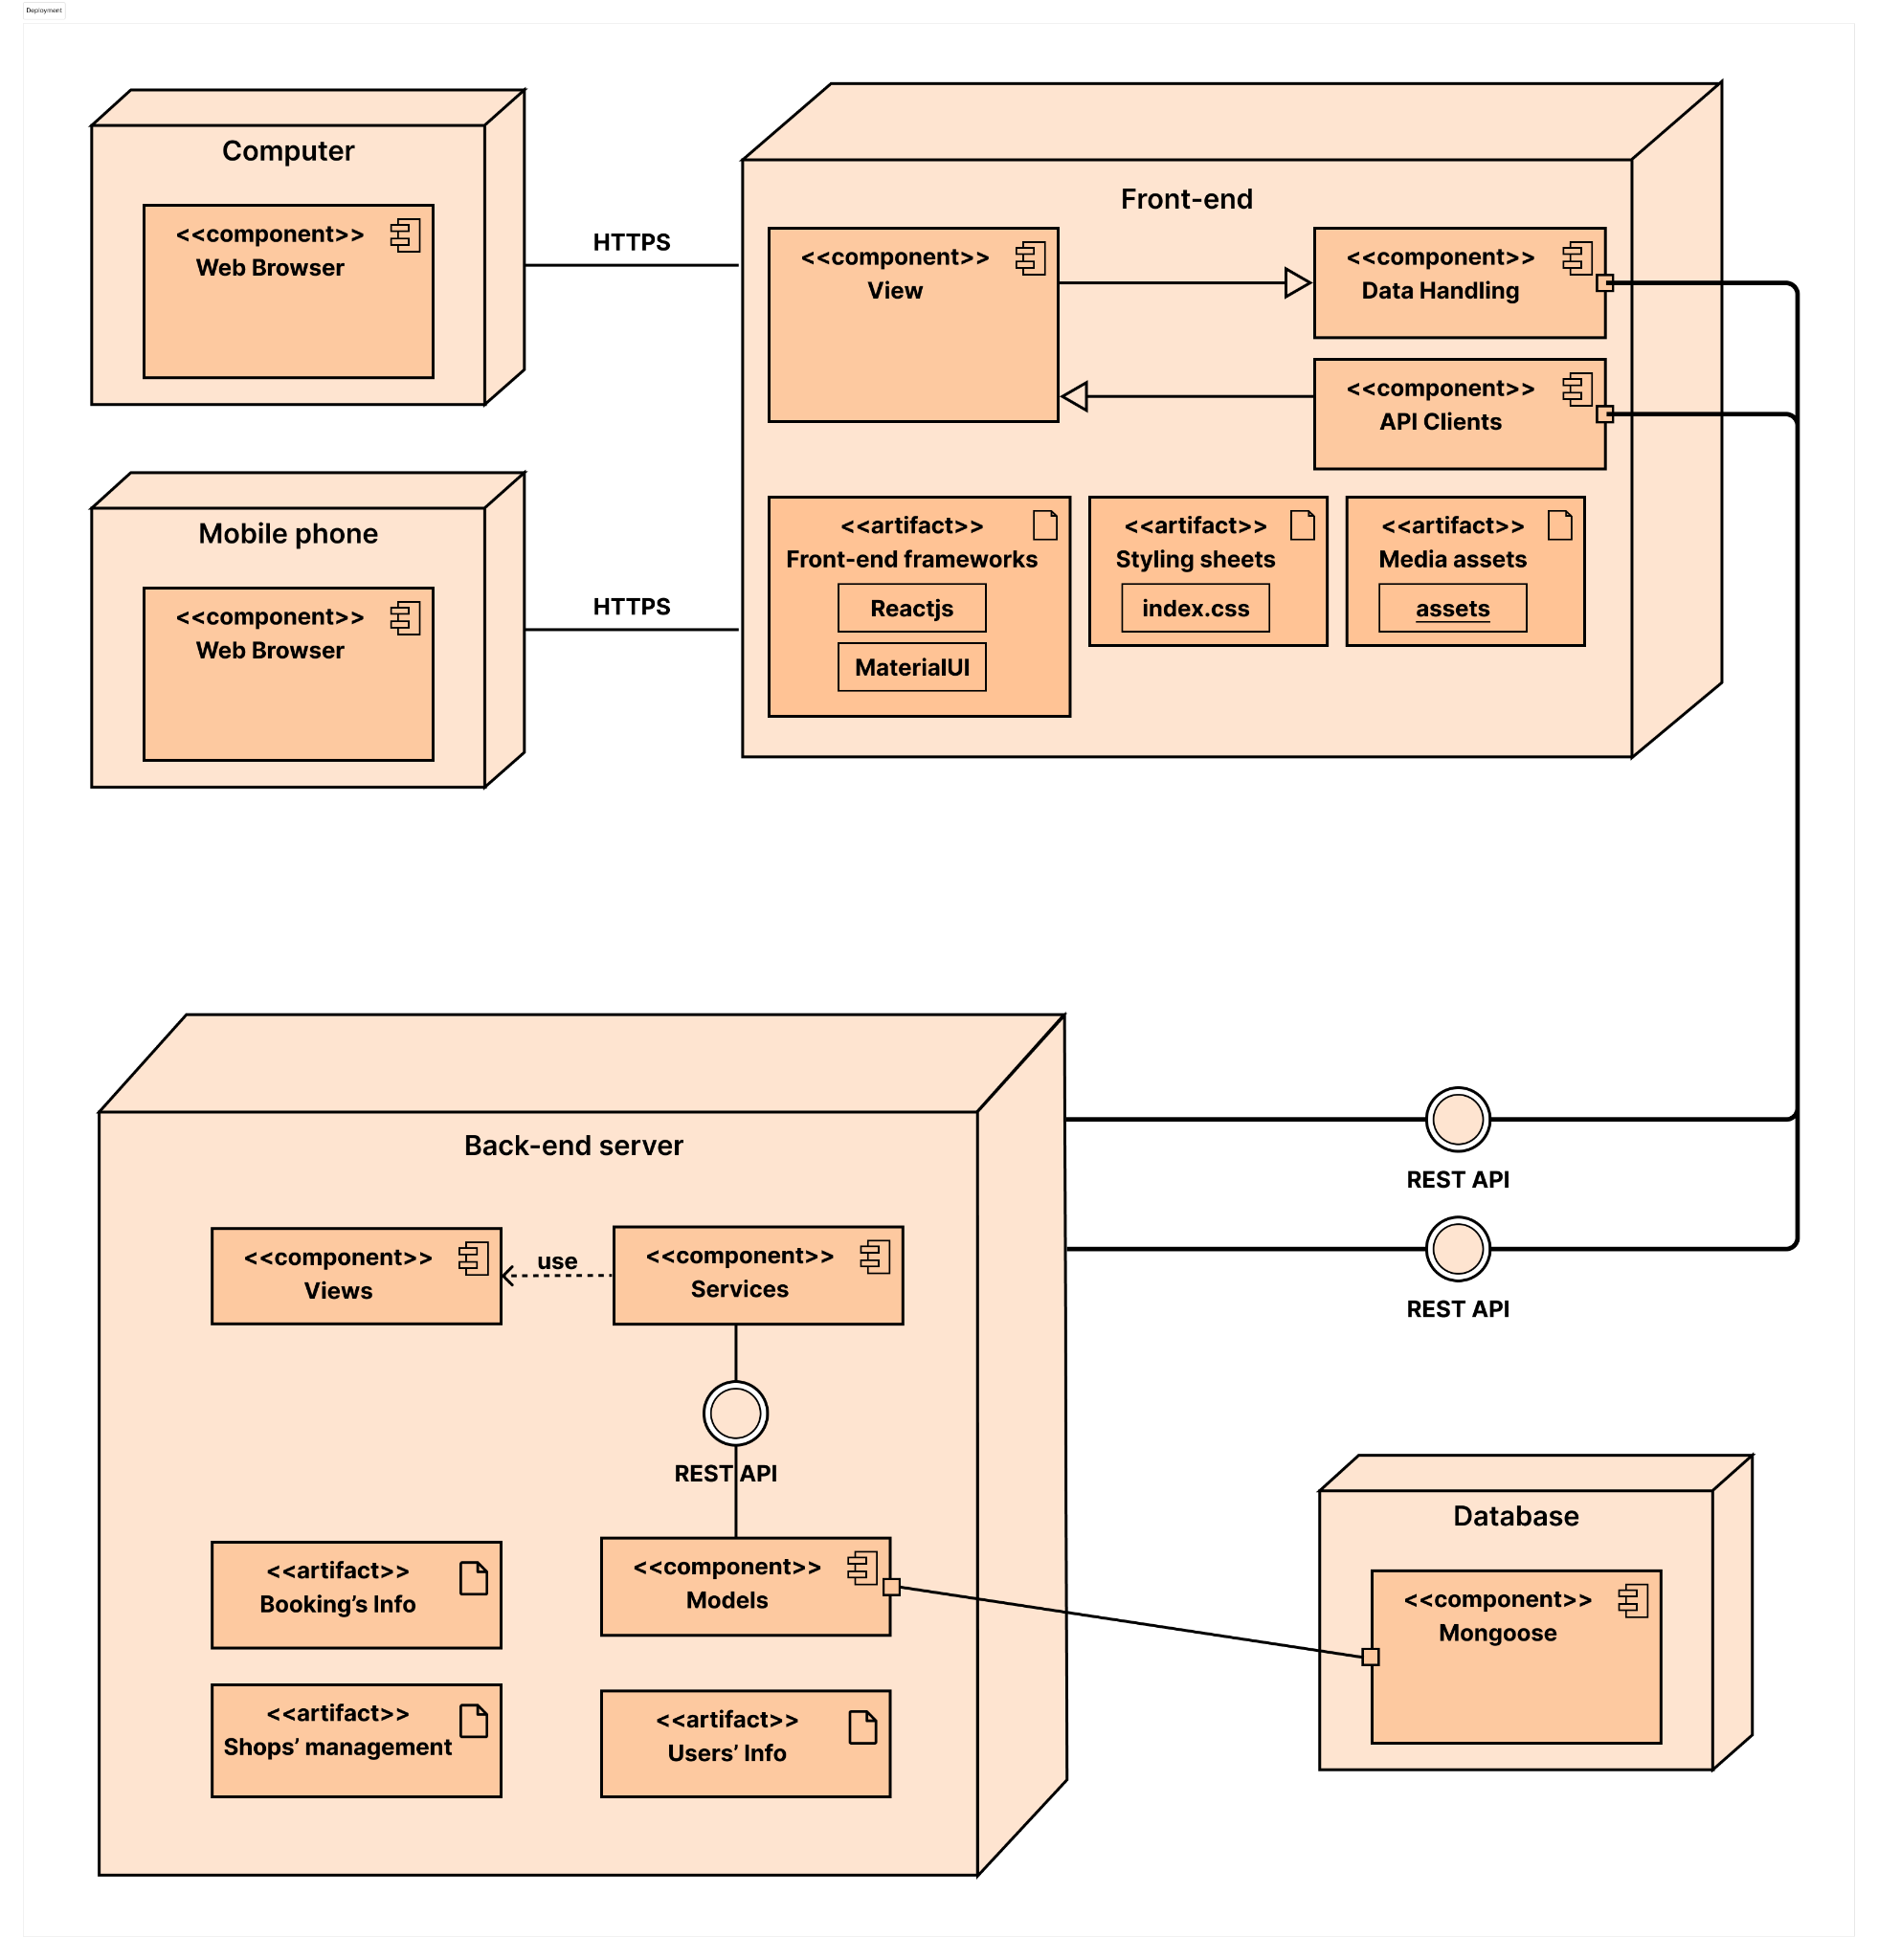 Deployment
Computer
<<component>>
Web Browser
HTTPS
Front-end
<<component>>
View
<<component>>
Data Handling
<<component>>
API Clients
Mobile phone
<<component>>
Web Browser
HTTPS
<<artifact>>
Front-end frameworks
Reactjs
MaterialUI
<<artifact>>
Styling sheets
index.css
<<artifact>>
Media assets
assets
Back-end server
<<component>>
Views
use
<<component>>
Services
REST API
<<component>>
Models
<<artifact>>
Booking’s Info
<<artifact>>
Shops’ management
<<artifact>>
Users’ Info
REST API
REST API
Database
<<component>>
Mongoose